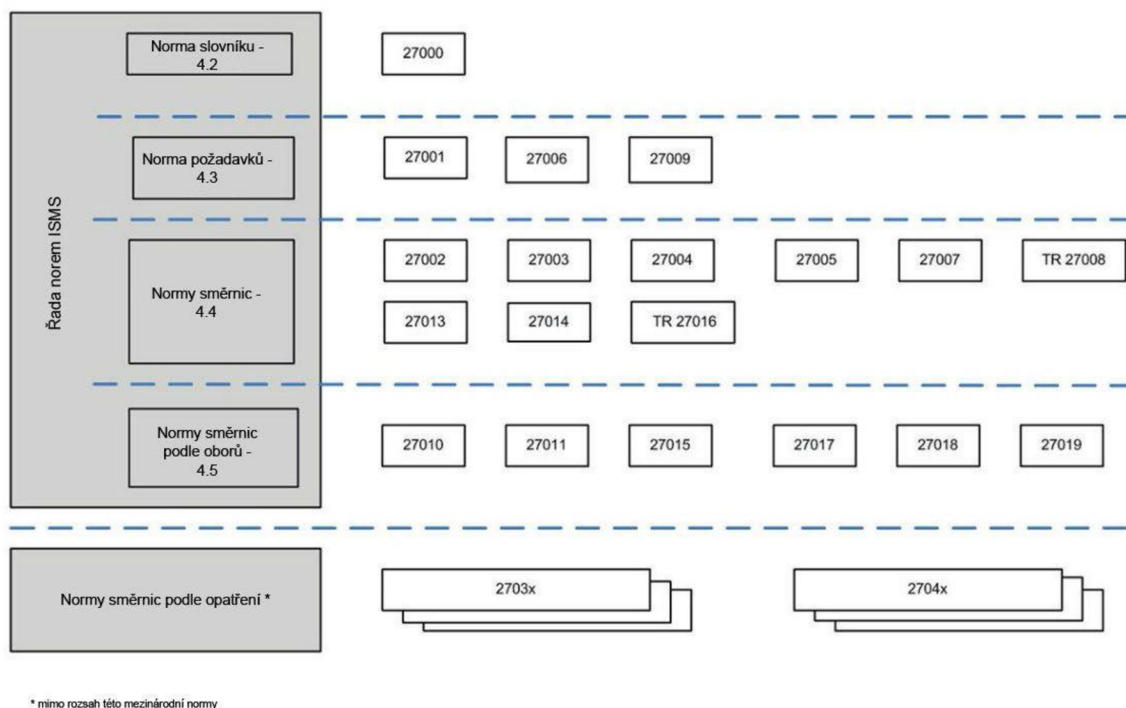 Řada norem ISMS
Norma slovníku -
4.2
27000
Norma požadavků -
4.3
27001
27006
27009
Normy směrnic -
4.4
27002
27003
27004
27005
27007
TR 27008
27013
27014
TR 27016
Normy směrnic
podle oborů -
4.5
27010
27011
27015
27017
27018
27019
Normy směrnic podle opatření *
2703x
2704x
* mimo rozsah této mezinárodní normy